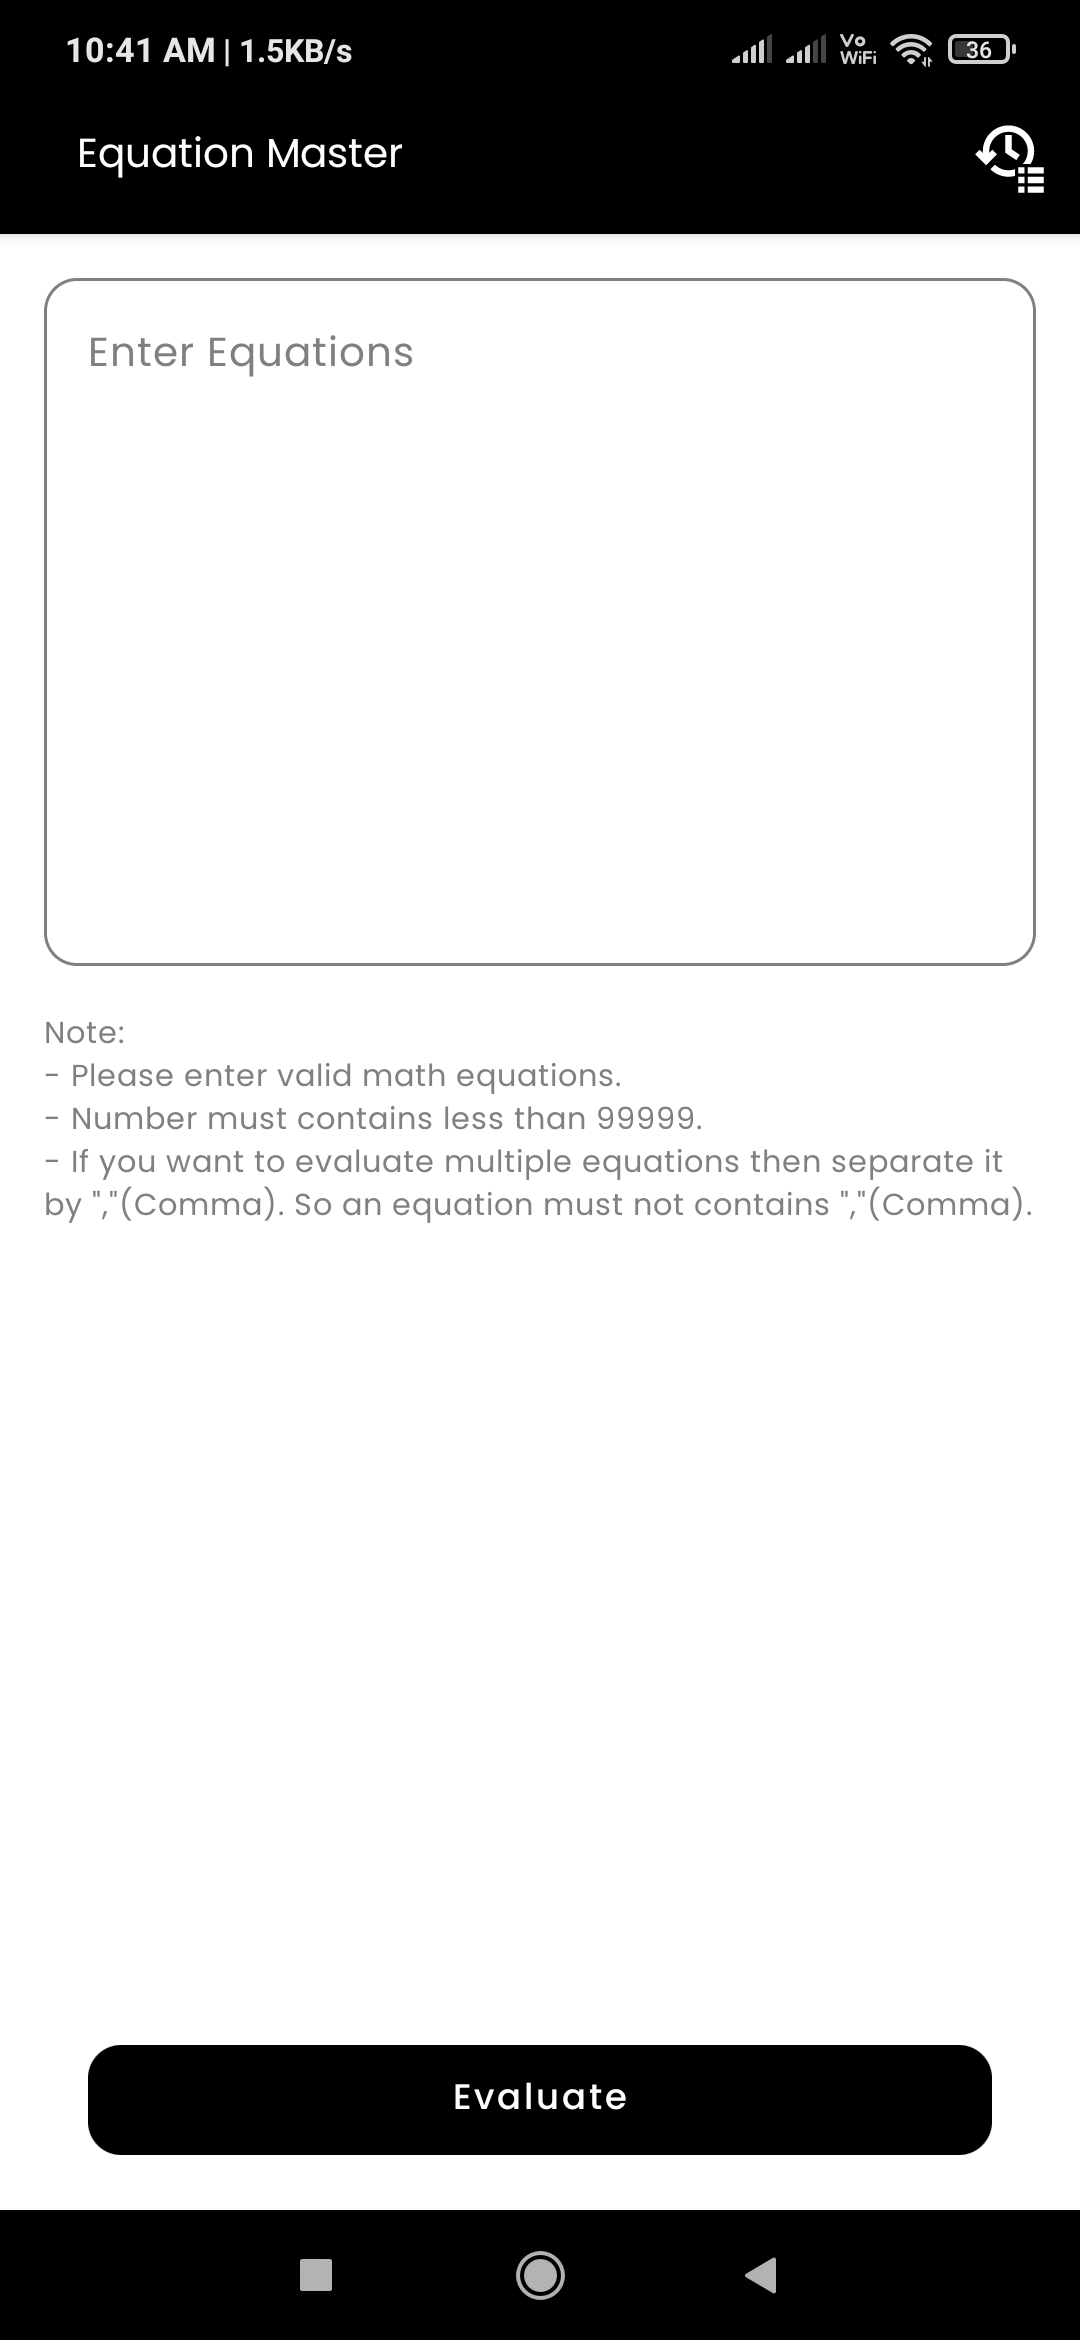 10:41 AM | 1.5KB/s
Vo
WiFi
36
Equation Master
Enter Equations
Note:
- Please enter valid math equations.
- Number must contains less than 99999.
- If you want to evaluate multiple equations then separate it
by ","(Comma). So an equation must not contains ","(Comma).
Evaluate